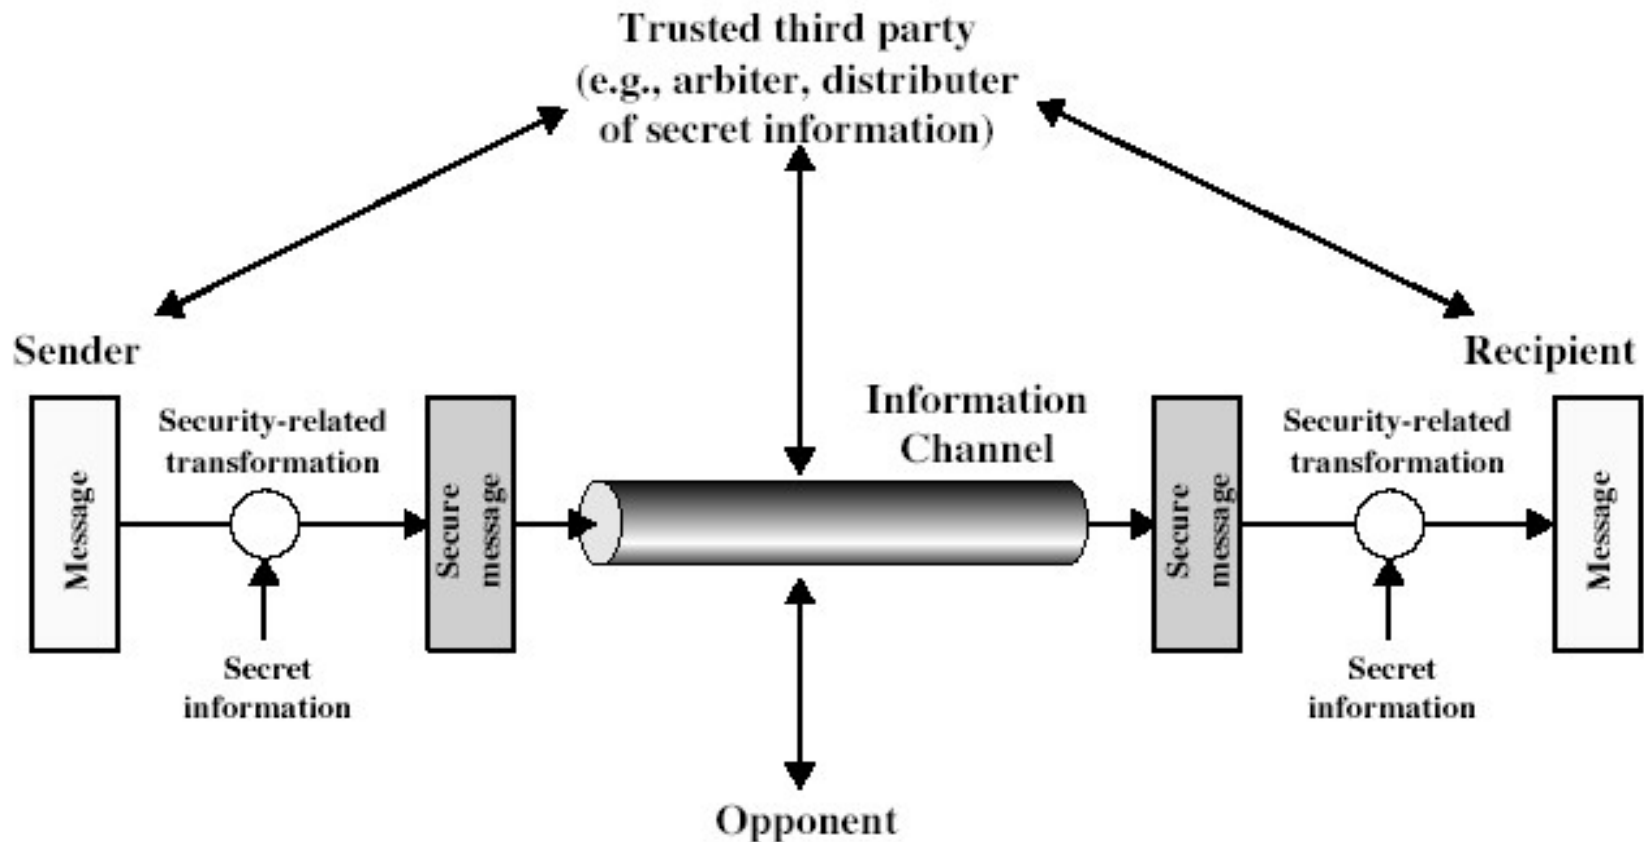 Trusted third party
(e.g., arbiter, distributer
of secret information)
Sender
Recipient
Information
Channel
Security-related
transformation
Security-related
transformation
Message
Secure
message
Secure
message
Message
Secret
information
Secret
information
Opponent